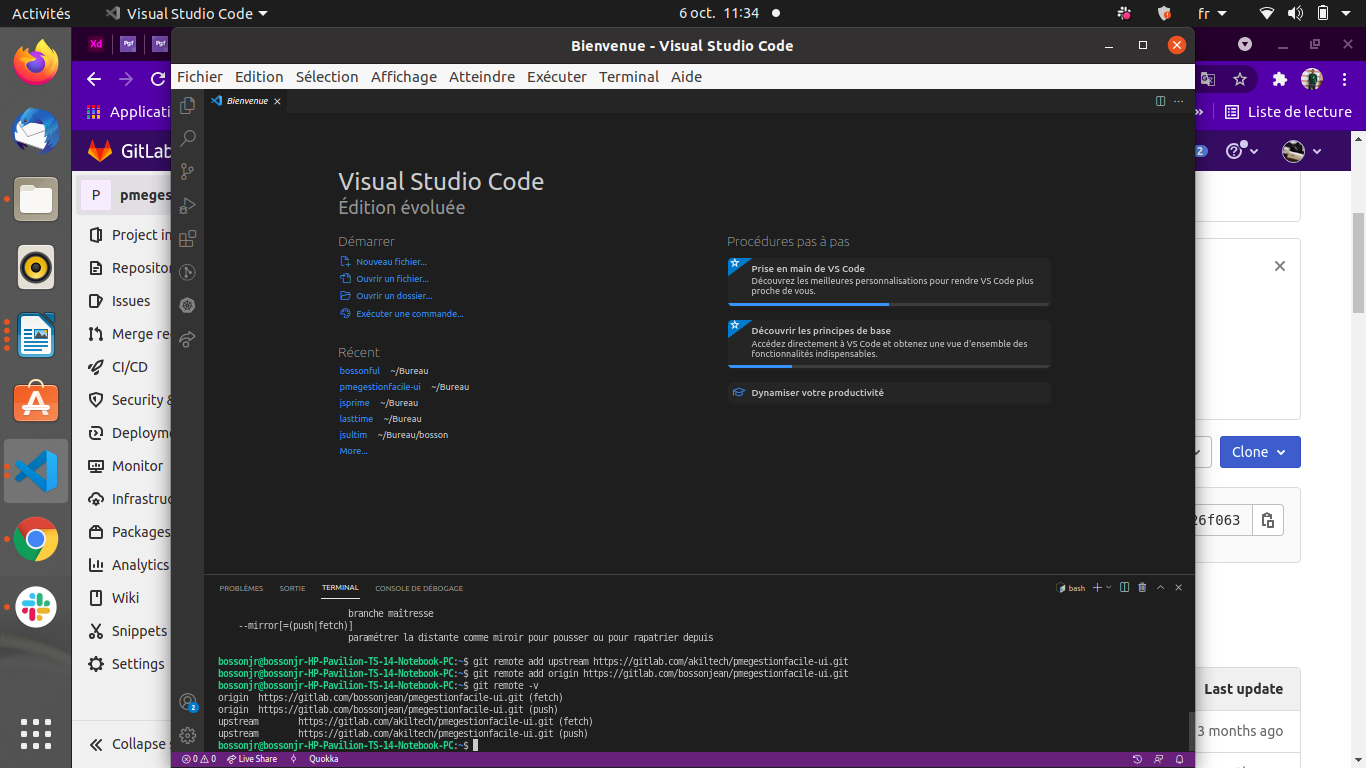 Activités
Visual Studio Code
6 oct. 11:34
fr
Xd
Pgf
Pgf
Applicati
Liste de lecture
GitLab
2
P
pmeges
Project in
Repositor
Issues
Merge re
CI/CD
Security &
Deployme
Monitor
Infrastruc
Packages
Analytics
Wiki
Snippets
Settings
Collapse s
Clone
26f063
Last update
3 months ago
Bienvenue - Visual Studio Code
Fichier Edition Sélection Affichage Atteindre Exécuter Terminal Aide
Bienvenue
Visual Studio Code
Édition évoluée
Démarrer
Nouveau fichier...
Ouvrir un fichier...
Ouvrir un dossier...
Exécuter une commande...
Récent
bossonful ~/Bureau
pmegestionfacile-ui ~/Bureau
jsprime ~/Bureau
lasttime ~/Bureau
jsultim ~/Bureau/bosson
More...
Procédures pas à pas
Prise en main de VS Code
Découvrez les meilleures personnalisations pour rendre VS Code plus
proche de vous.
Découvrir les principes de base
Accédez directement à VS Code et obtenez une vue d'ensemble des
fonctionnalités indispensables.
Dynamiser votre productivité
PROBLÈMES SORTIE TERMINAL CONSOLE DE DÉBOGAGE
bash
branche maîtresse
--mirror[=(push|fetch)]
paramétrer la distante comme miroir pour pousser ou pour rapatrier depuis
bossonjr@bossonjr-HP-Pavilion-TS-14-Notebook-PC:~$ git remote add upstream https://gitlab.com/akiltech/pmegestionfacile-ui.git
bossonjr@bossonjr-HP-Pavilion-TS-14-Notebook-PC:~$ git remote add origin https://gitlab.com/bossonjean/pmegestionfacile-ui.git
bossonjr@bossonjr-HP-Pavilion-TS-14-Notebook-PC:~$ git remote -v
origin https://gitlab.com/bossonjean/pmegestionfacile-ui.git (fetch)
origin https://gitlab.com/bossonjean/pmegestionfacile-ui.git (push)
upstream https://gitlab.com/akiltech/pmegestionfacile-ui.git (fetch)
upstream https://gitlab.com/akiltech/pmegestionfacile-ui.git (push)
bossonjr@bossonjr-HP-Pavilion-TS-14-Notebook-PC:~$
2
0 0 Live Share Quokka